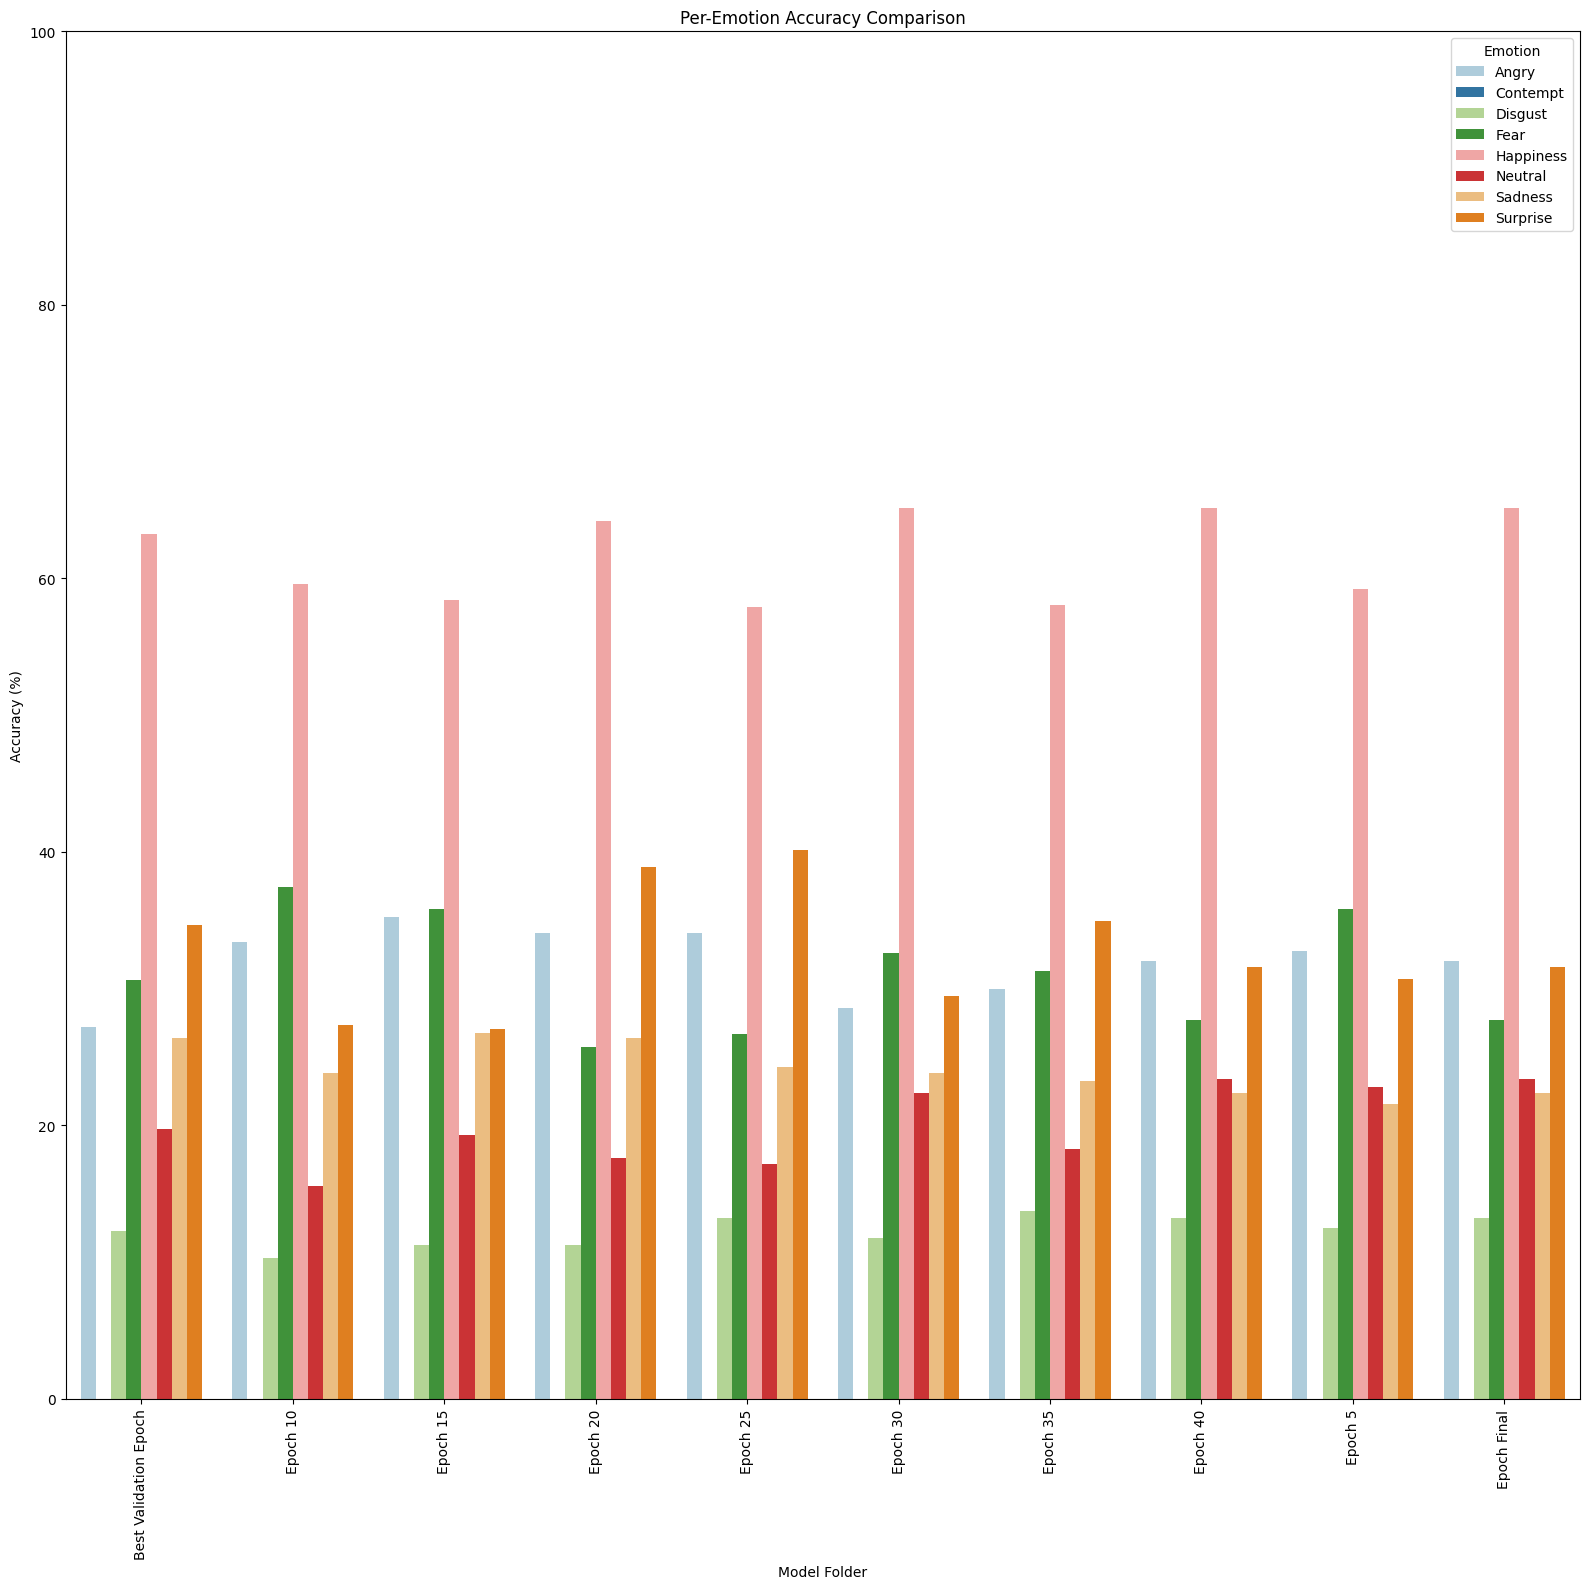 Per-Emotion Accuracy Comparison
Emotion
Angry
Contempt
Disgust
Fear
Happiness
Neutral
Sadness
Surprise
Accuracy (%)
100
80
60
40
20
0
Best Validation Epoch
Epoch 10
Epoch 15
Epoch 20
Epoch 25
Epoch 30
Epoch 35
Epoch 40
Epoch 5
Epoch Final
Model Folder